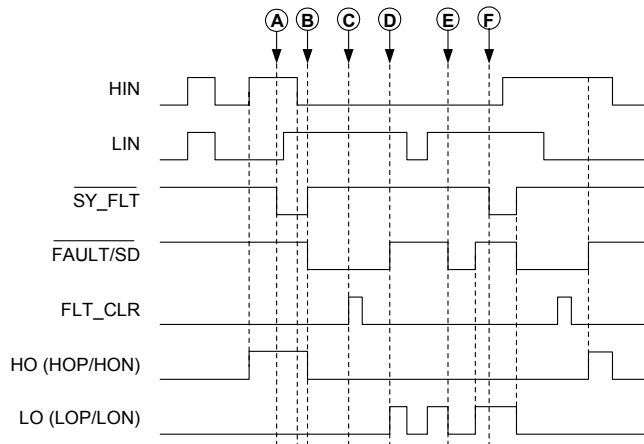 A B C D E F
HIN
LIN
SY_FLT
FAULT/SD
FLT_CLR
HO (HOP/HON)
LO (LOP/LON)